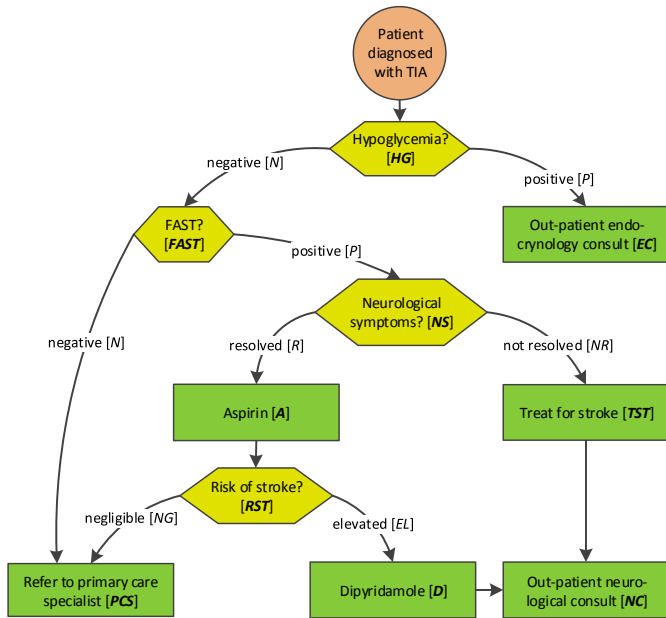 Patient
diagnosed
with TIA
Hypoglycemia?
[HG]
negative [N]
positive [P]
FAST?
[FAST]
Out-patient endo-
crynology consult [EC]
positive [P]
Neurological
symptoms? [NS]
negative [N]
resolved [R]
not resolved [NR]
Aspirin [A]
Treat for stroke [TST]
Risk of stroke?
[RST]
negligible [NG]
elevated [EL]
Refer to primary care
specialist [PCS]
Dipyridamole [D]
Out-patient neuro-
logical consult [NC]